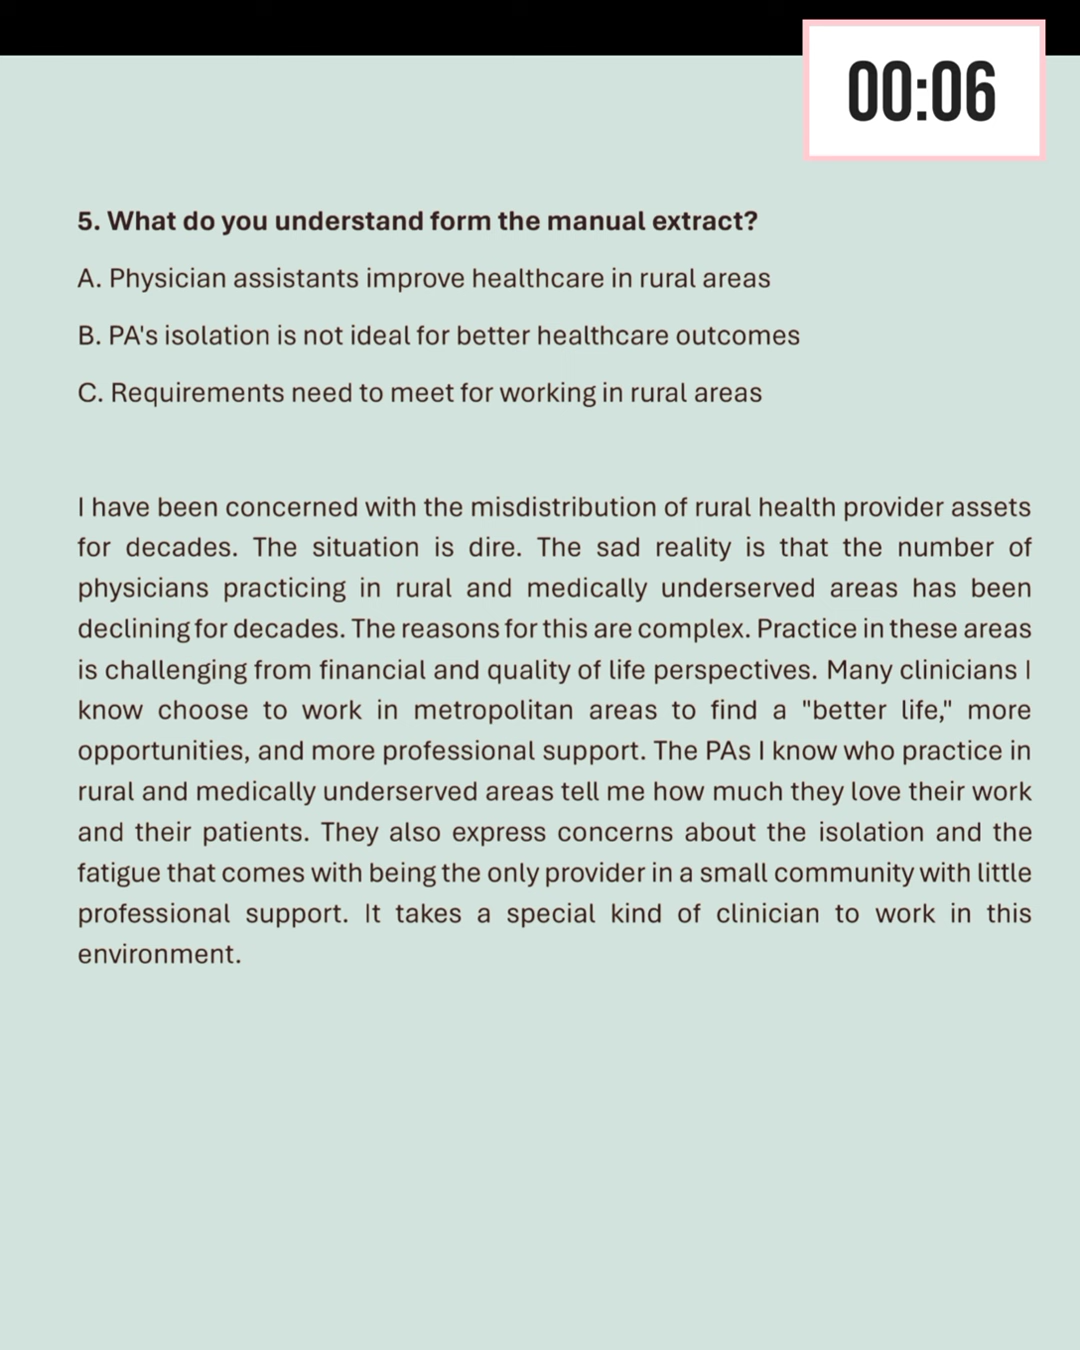 00:06
5. What do you understand form the manual extract?
A. Physician assistants improve healthcare in rural areas
B. PA's isolation is not ideal for better healthcare outcomes
C. Requirements need to meet for working in rural areas
I have been concerned with the misdistribution of rural health provider assets
for decades. The situation is dire. The sad reality is that the number of
physicians practicing in rural and medically underserved areas has been
declining for decades. The reasons for this are complex. Practice in these areas
is challenging from financial and quality of life perspectives. Many clinicians I
know choose to work in metropolitan areas to find a "better life," more
opportunities, and more professional support. The PAs I know who practice in
rural and medically underserved areas tell me how much they love their work
and their patients. They also express concerns about the isolation and the
fatigue that comes with being the only provider in a small community with little
professional support. It takes a special kind of clinician to work in this
environment.